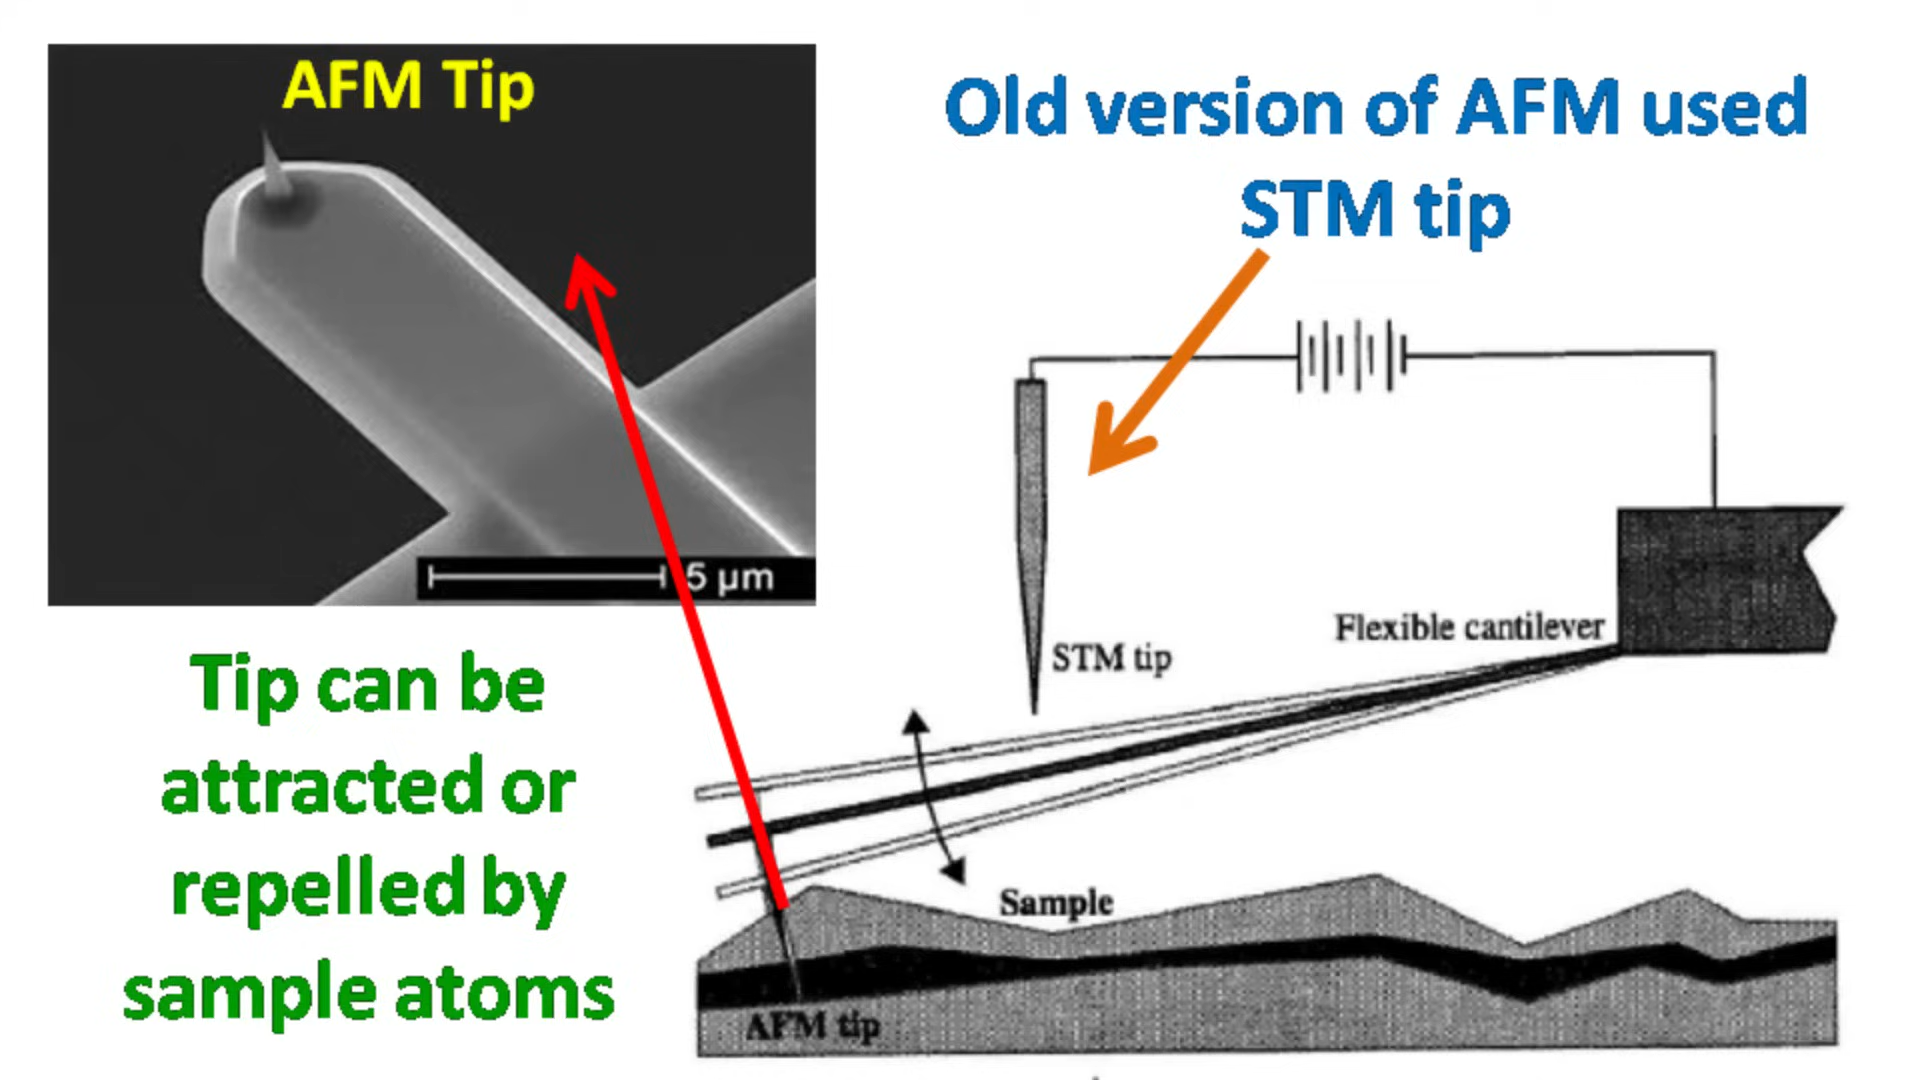 AFM Tip
5 µm
Old version of AFM used
STM tip
STM tip
Flexible cantilever
Sample
AFM tip
Tip can be
attracted or
repelled by
sample atoms